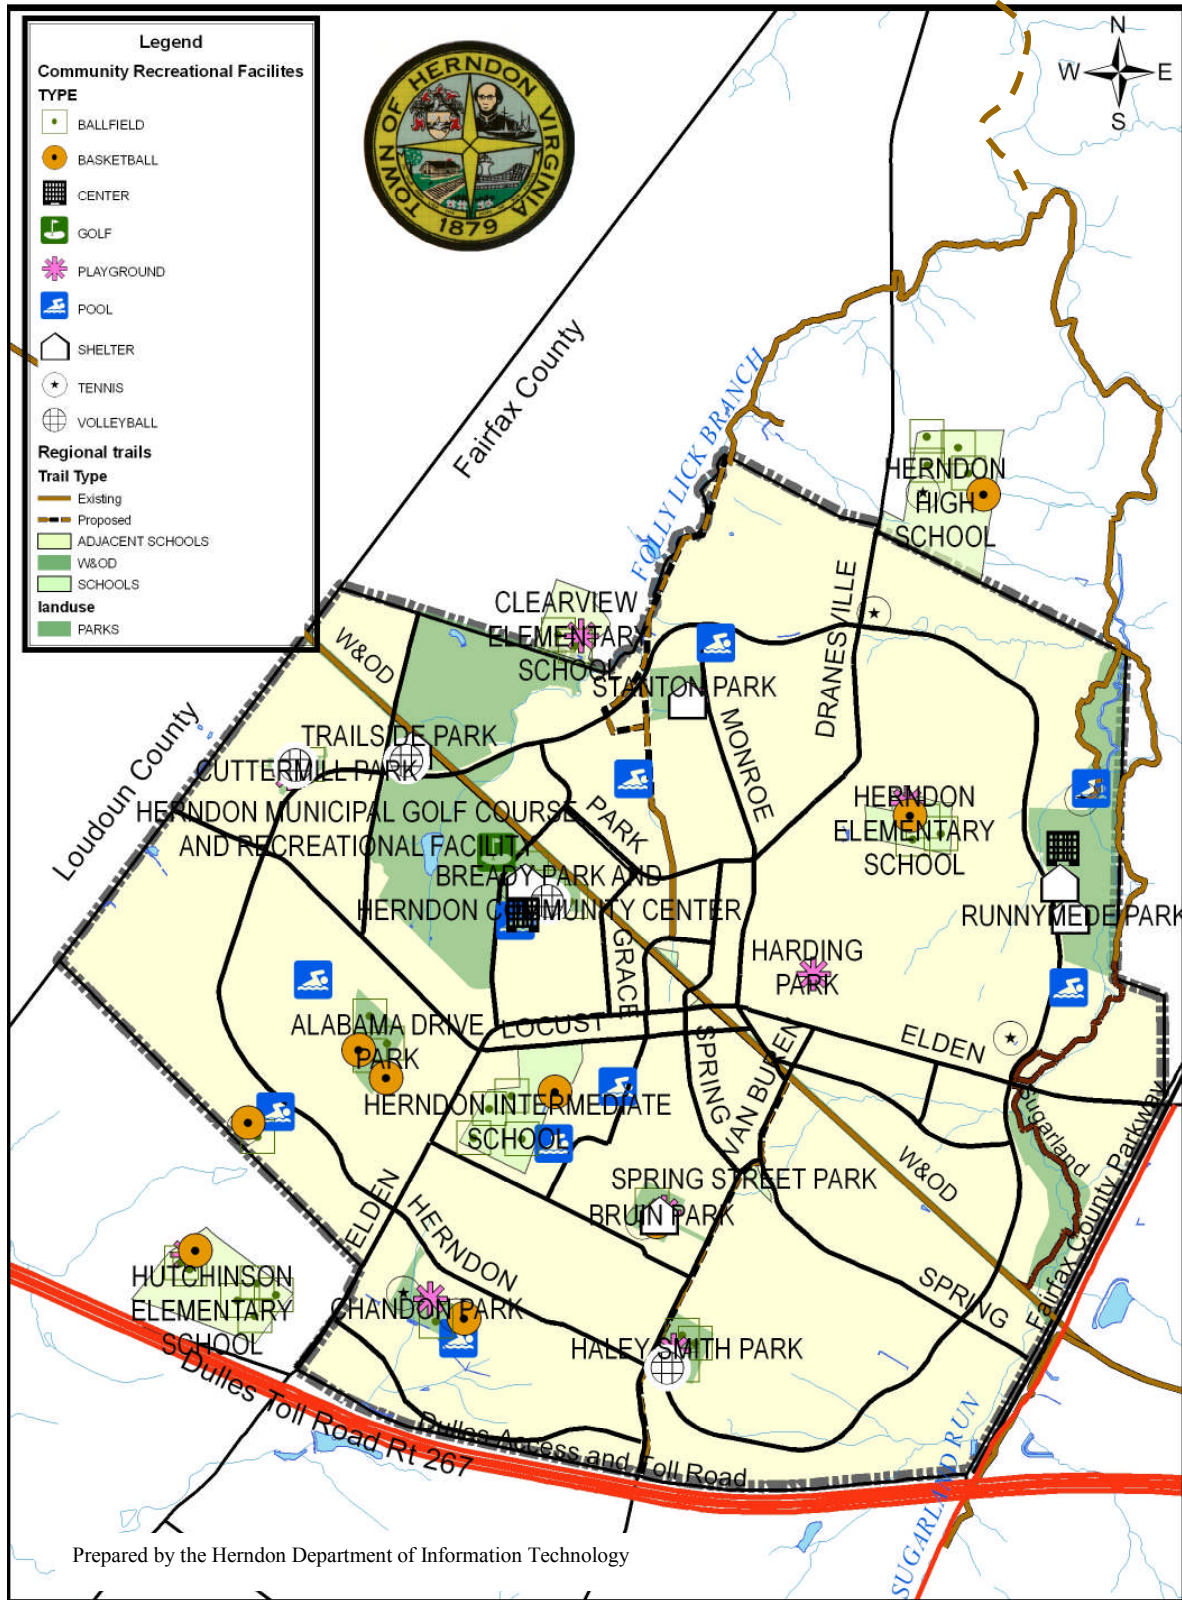 Legend
Community Recreational Facilites
TYPE
BALLFIELD
BASKETBALL
CENTER
GOLF
PLAYGROUND
POOL
SHELTER
TENNIS
VOLLEYBALL
Regional trails
Trail Type
Existing
Proposed
ADJACENT SCHOOLS
W&OD
SCHOOLS
landuse
PARKS
TOWN OF HERNDON VIRGINIA
1879
N
W
E
S
Fairfax County
FOLLY LICK BRANCH
HERNDON
HIGH
SCHOOL
CLEARVIEW
ELEMENTARY
SCHOOL
W&OD
STANTON PARK
DRANESVILLE
MONROE
Loudoun County
TRAILSIDE PARK
CUTTERMILL PARK
HERNDON MUNICIPAL GOLF COURSE
AND RECREATIONAL FACILITY
PARK
HERNDON
ELEMENTARY
SCHOOL
BREADY PARK AND
HERNDON COMMUNITY CENTER
RUNNYMEDE PARK
GRACE
HARDING
PARK
ALABAMA DRIVE
PARK
LOCUST
SPRING
VAN BUREN
ELDEN
HERNDON INTERMEDIATE
SCHOOL
Sugarland
W&OD
Fairfax County Parkway
SPRING STREET PARK
BRUIN PARK
ELDEN
HERNDON
SPRING
HUTCHINSON
ELEMENTARY
SCHOOL
CHANDON PARK
HALEY SMITH PARK
Dulles Toll Road Rt 267
Dulles Access and Toll Road
SUGARLAND RUN
Prepared by the Herndon Department of Information Technology